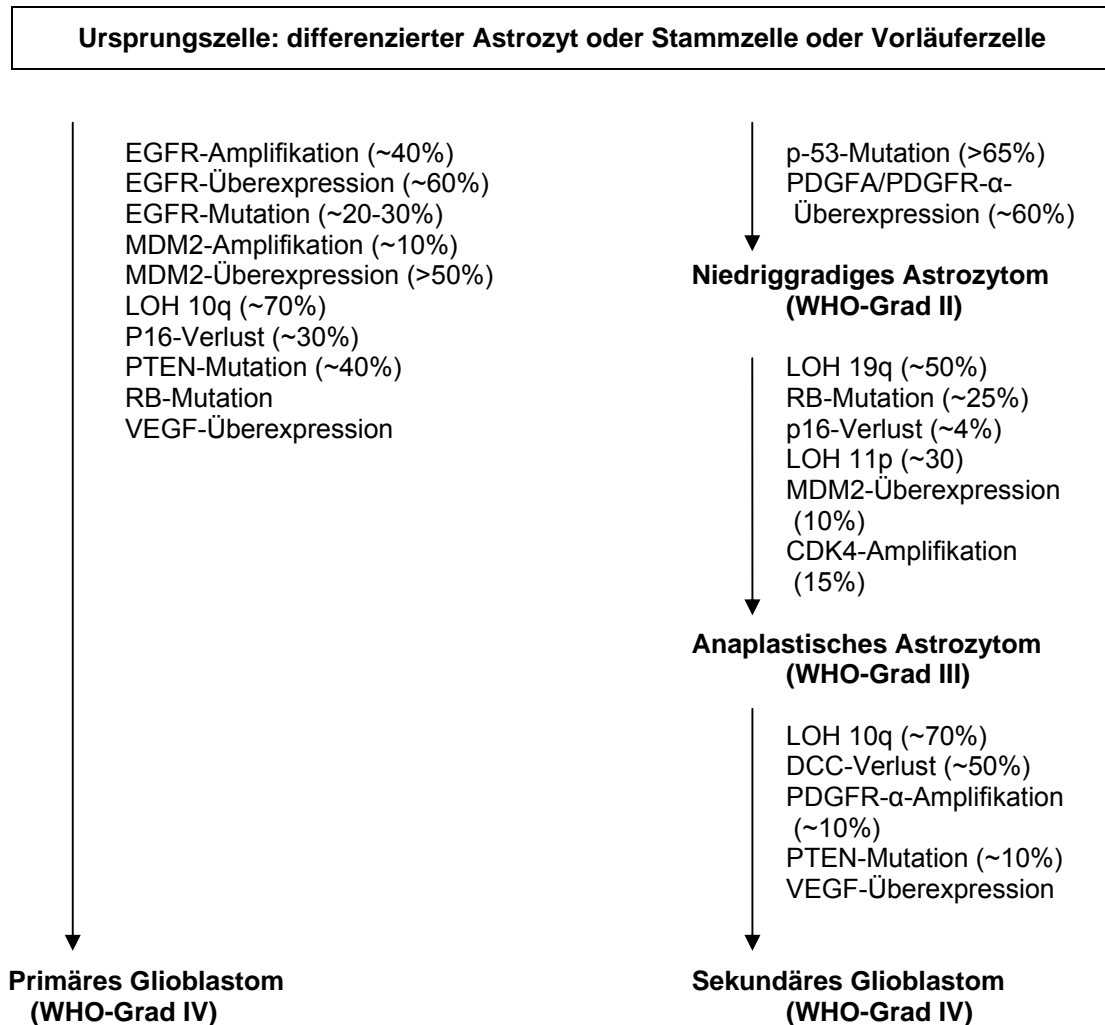 Ursprungszelle: differenzierter Astrozyt oder Stammzelle oder Vorläuferzelle
EGFR-Amplifikation (~40%)
EGFR-Überexpression (~60%)
EGFR-Mutation (~20-30%)
MDM2-Amplifikation (~10%)
MDM2-Überexpression (>50%)
LOH 10q (~70%)
P16-Verlust (~30%)
PTEN-Mutation (~40%)
RB-Mutation
VEGF-Überexpression
Primäres Glioblastom
(WHO-Grad IV)
p-53-Mutation (>65%)
PDGFA/PDGFR-α-
Überexpression (~60%)
Niedriggradiges Astrozytom
(WHO-Grad II)
LOH 19q (~50%)
RB-Mutation (~25%)
p16-Verlust (~4%)
LOH 11p (~30)
MDM2-Überexpression
(10%)
CDK4-Amplifikation
(15%)
Anaplastisches Astrozytom
(WHO-Grad III)
LOH 10q (~70%)
DCC-Verlust (~50%)
PDGFR-α-Amplifikation
(~10%)
PTEN-Mutation (~10%)
VEGF-Überexpression
Sekundäres Glioblastom
(WHO-Grad IV)